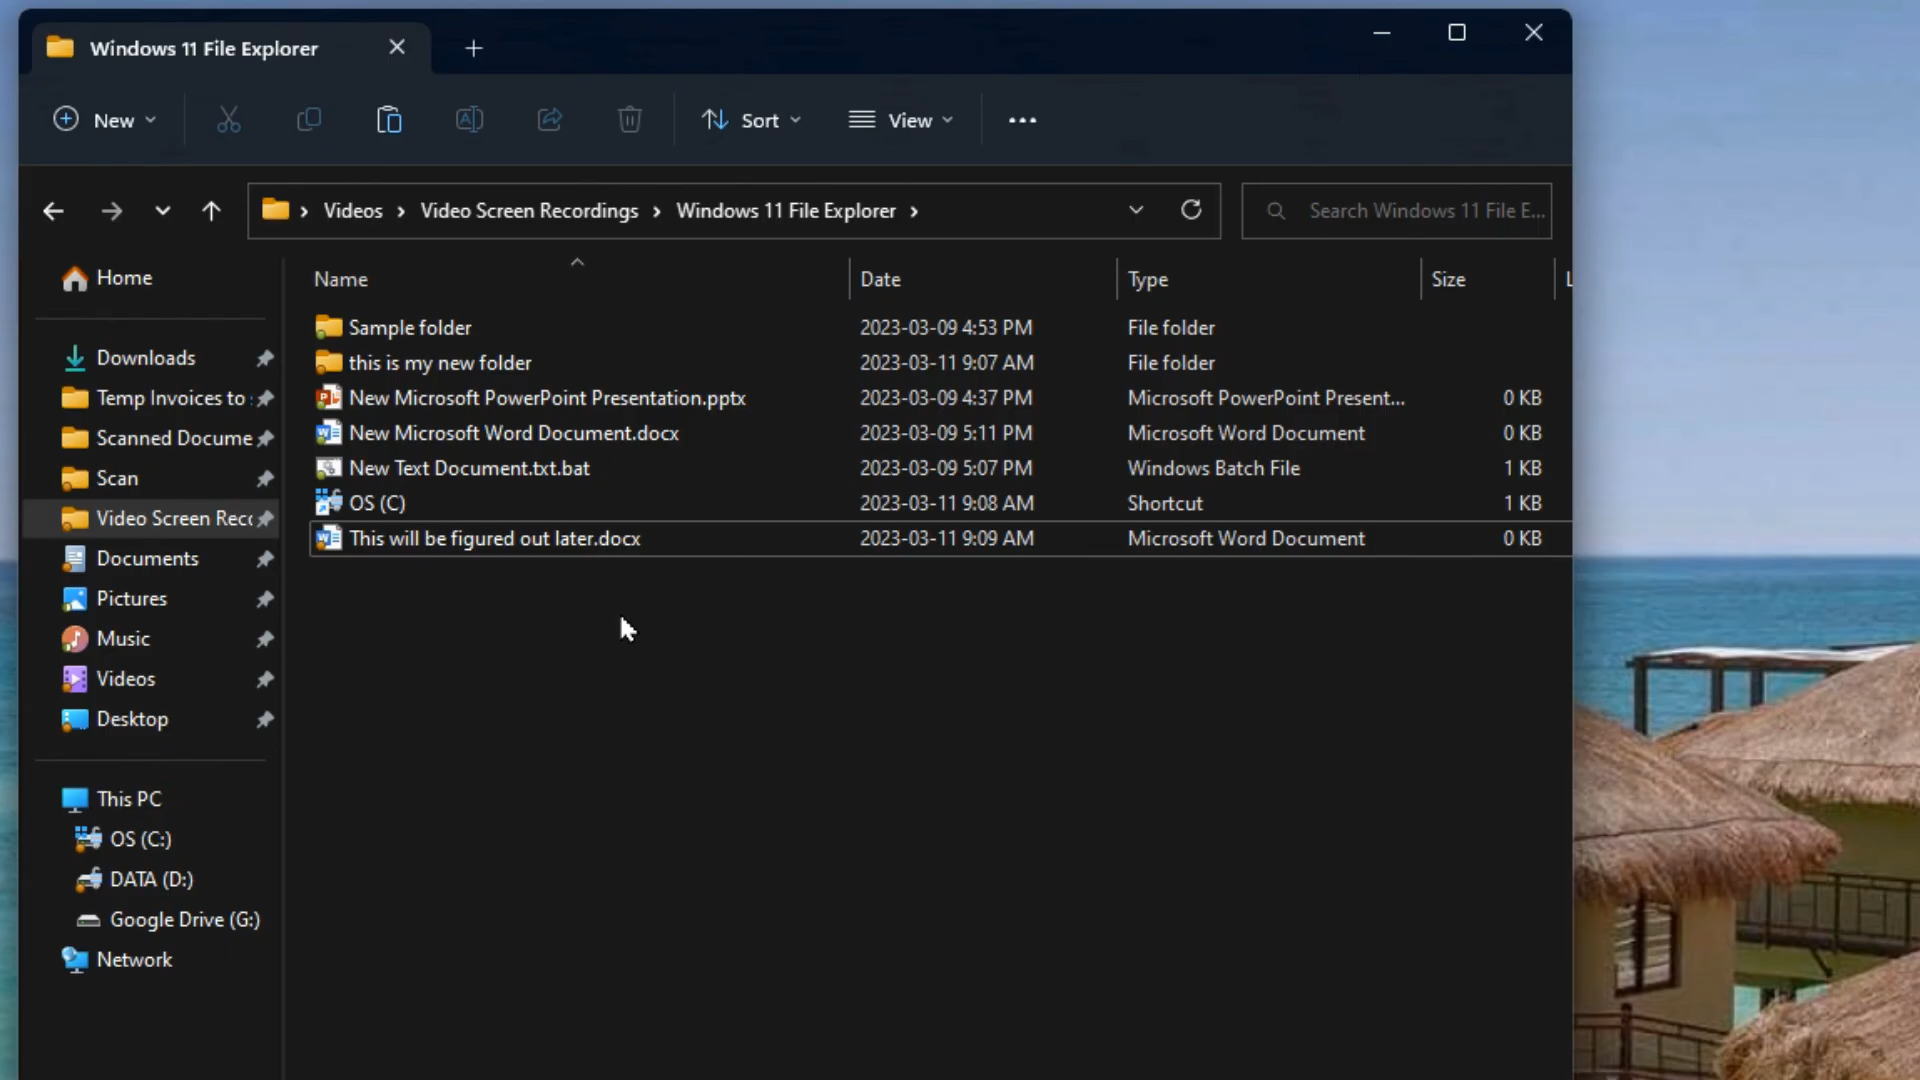 Windows 11 File Explorer
New Sort View
Videos Video Screen Recordings Windows 11 File Explorer Search Windows 11 File E...
Home
Downloads
Temp Invoices to
Scanned Docume
Scan
Video Screen Rec
Documents
Pictures
Music
Videos
Desktop
This PC
OS (C:)
DATA (D:)
Google Drive (G:)
Network
Name Date Type Size
Sample folder 2023-03-09 4:53 PM File folder
this is my new folder 2023-03-11 9:07 AM File folder
New Microsoft PowerPoint Presentation.pptx 2023-03-09 4:37 PM Microsoft PowerPoint Present... 0 KB
New Microsoft Word Document.docx 2023-03-09 5:11 PM Microsoft Word Document 0 KB
New Text Document.txt.bat 2023-03-09 5:07 PM Windows Batch File 1 KB
OS (C) 2023-03-11 9:08 AM Shortcut 1 KB
This will be figured out later.docx 2023-03-11 9:09 AM Microsoft Word Document 0 KB